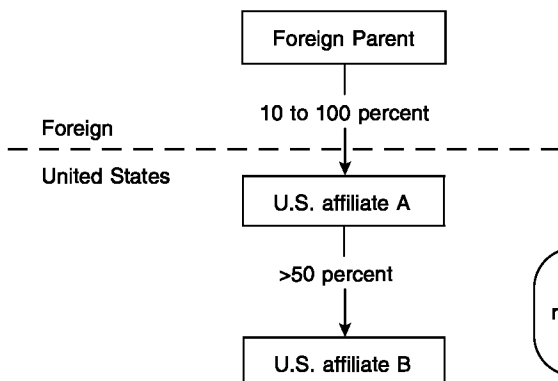 Foreign Parent
10 to 100 percent
Foreign
United States
U.S. affiliate A
>50 percent
U.S. affiliate B